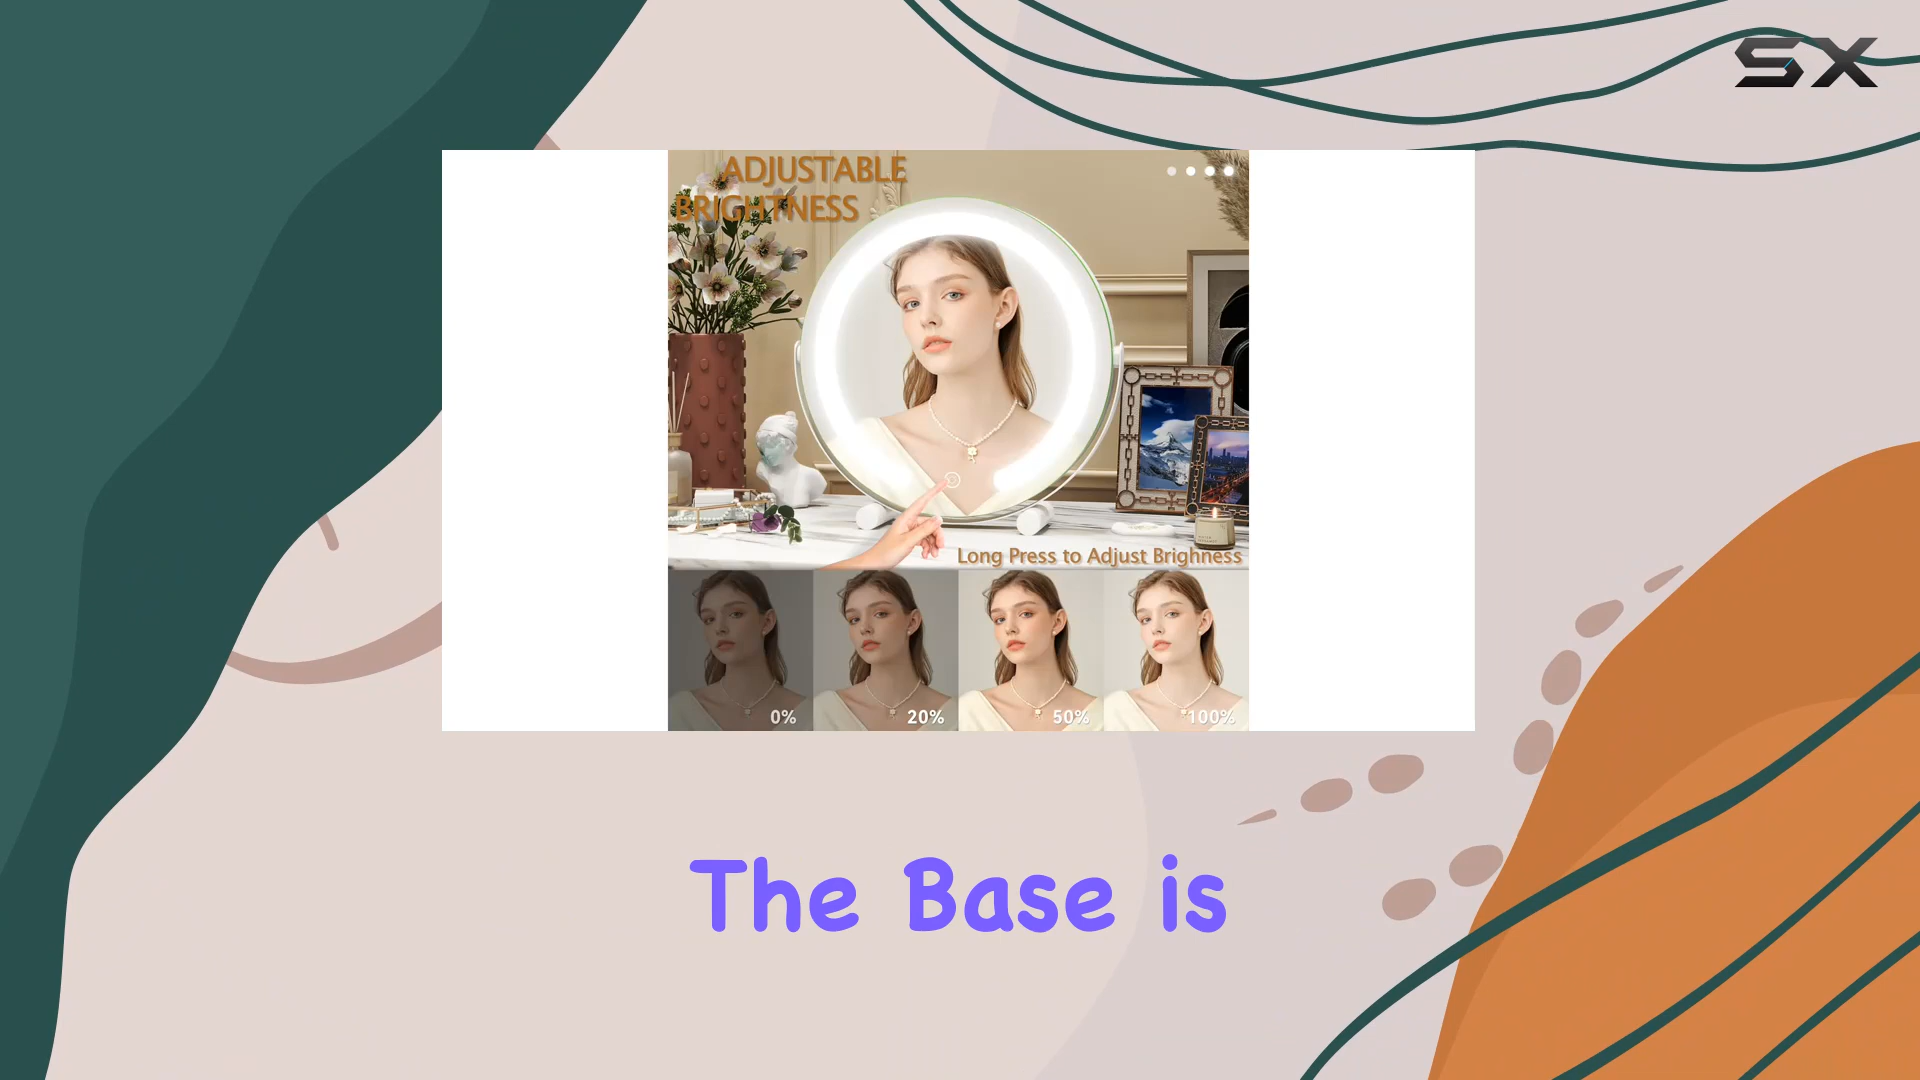 SX
ADJUSTABLE
BRIGHTNESS
Long Press to Adjust Brighness
0% 20% 50% 100%
The Base is